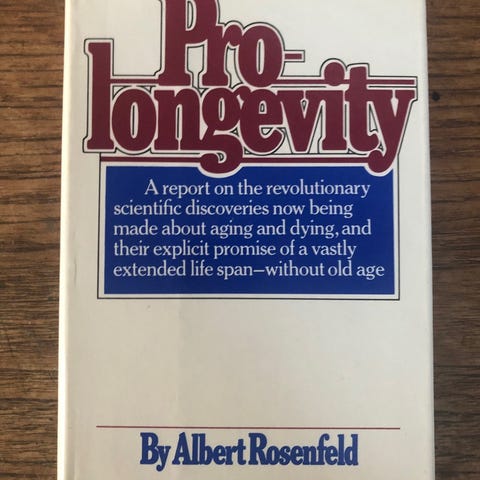 Pro-
longevity
A report on the revolutionary
scientific discoveries now being
made about aging and dying, and
their explicit promise of a vastly
extended life span–without old age
By Albert Rosenfeld